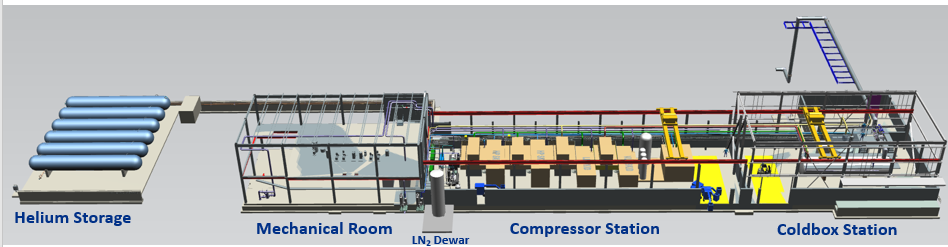 Helium Storage
Mechanical Room
LN₂ Dewar
Compressor Station
Coldbox Station